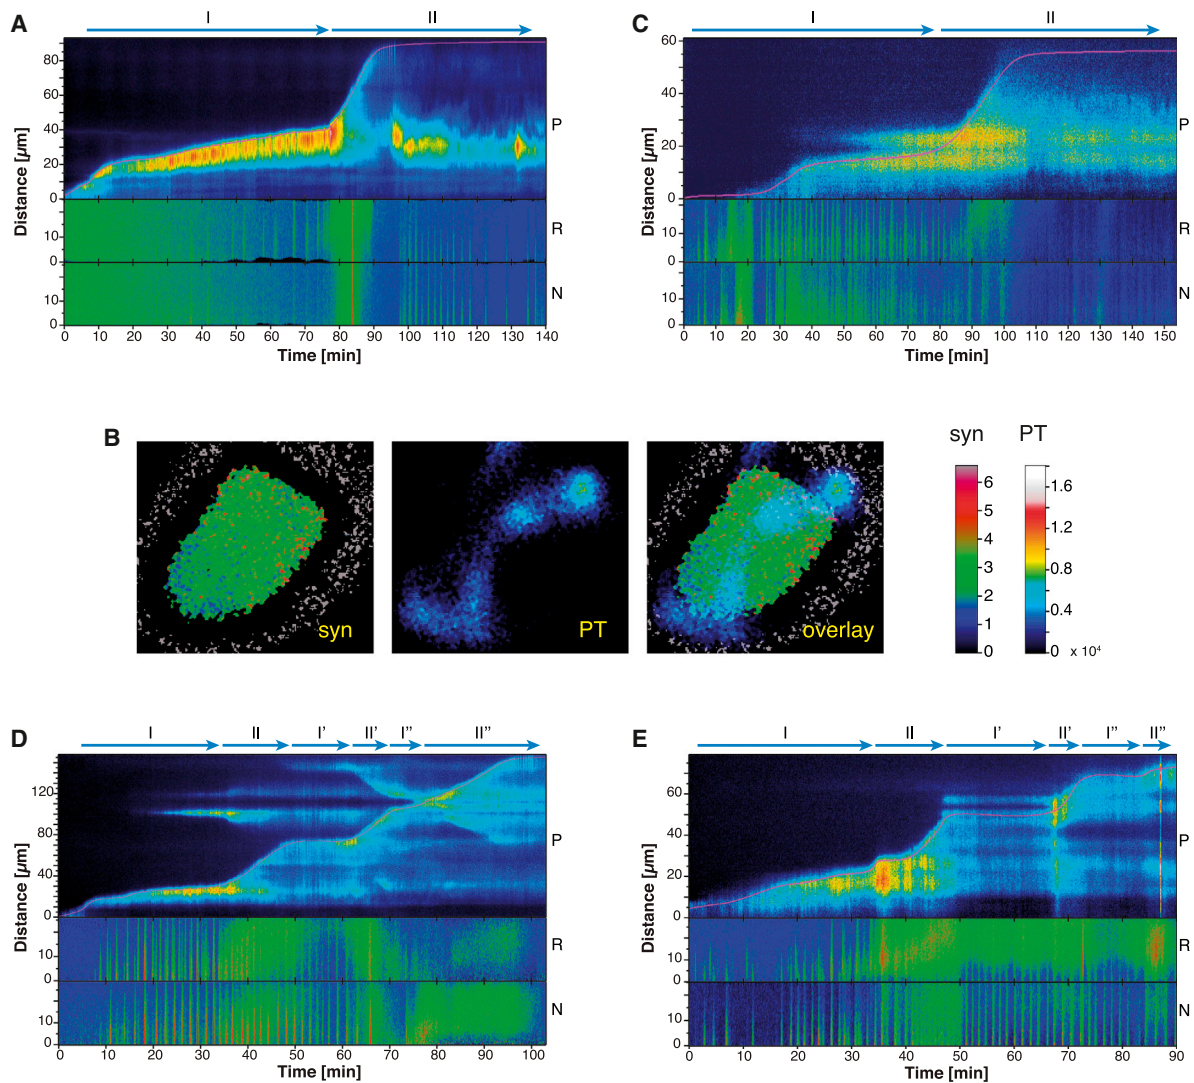 A
I
II
80
60
40
20
0
Distance [µm]
P
10
0
R
10
0
N
0 10 20 30 40 50 60 70 80 90 100 110 120 130 140
Time [min]
C
I
II
60
40
20
0
Distance [µm]
P
10
0
R
10
0
N
0 10 20 30 40 50 60 70 80 90 100 110 120 130 140 150
Time [min]
B
syn
PT
overlay
syn
6
5
4
3
2
1
0
PT
1.6
1.2
0.8
0.4
0 x 10⁴
D
I II I’ II’ I” II”
120
80
40
0
Distance [µm]
P
10
0
R
10
0
N
0 10 20 30 40 50 60 70 80 90 100
Time [min]
E
I II I’ II’ I” II”
60
40
20
0
Distance [µm]
P
10
0
R
10
0
N
0 10 20 30 40 50 60 70 80 90
Time [min]